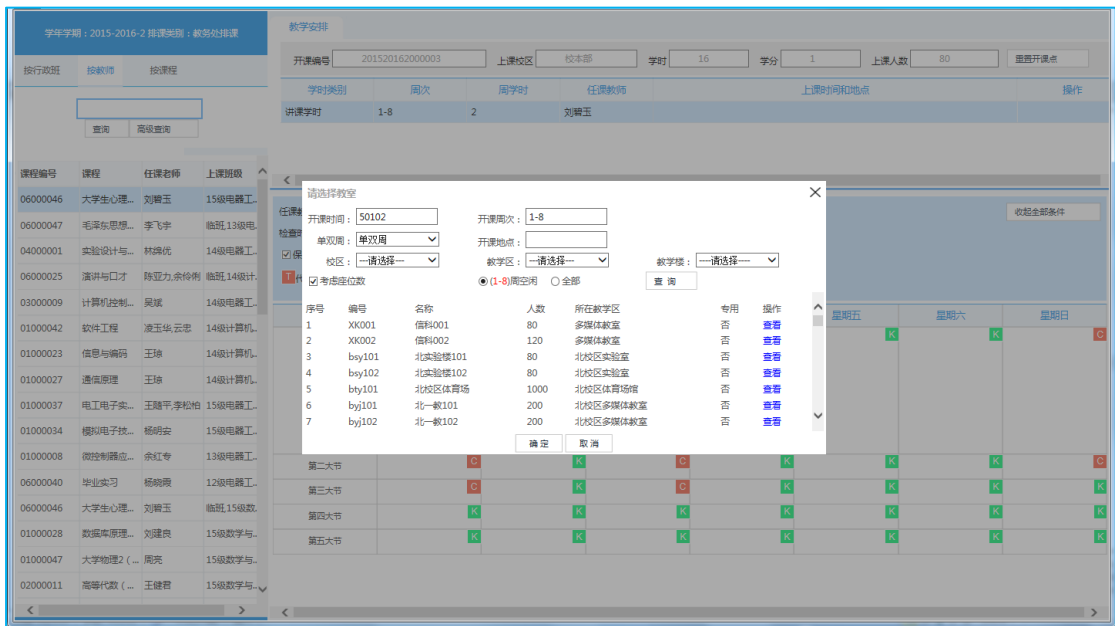 学年学期：2015-2016-2 排课类别：教务处排课
按行政班 按教师 按课程
查询 高级查询
课程编号 课程 任课老师 上课班级
06000046 大学生心理... 刘碧玉 15级电器工..
06000047 毛泽东思想... 李飞宇 临班,13级电.
04000001 实验设计与... 林绵优 14级电器工..
06000025 演讲与口才 陈亚力,余伶俐 临班,14级计.
03000009 计算机控制... 吴斌 14级电器工..
01000042 软件工程 凌玉华,云忠 14级计算机..
01000023 信息与编码 王琼 14级计算机..
01000027 通信原理 王琼 14级计算机..
01000037 电工电子实... 王随平,李松柏 15级电器工..
01000034 模拟电子技... 杨明安 15级电器工..
01000008 微控制器应... 余红专 13级电器工..
06000040 毕业实习 杨晓霞 12级电器工..
06000046 大学生心理... 刘碧玉 临班,15级数.
01000028 数据库原理... 刘建良 15级数学与..
01000047 大学物理2（ ... 周亮 15级数学与..
02000011 高等代数（ ... 王健君 15级数学与..
教学安排
开课编号 201520162000003 上课校区 校本部 学时 16 学分 1 上课人数 80 重置开课点
学时类别 周次 周学时 任课教师 上课时间和地点 操作
讲课学时 1-8 2 刘碧玉
收起全部条件
请选择教室
开课时间： 50102 开课周次： 1-8
单双周： 单双周 开课地点：
校区： ---请选择--- 教学区： ---请选择--- 教学楼： ---请选择---
考虑座位数 (1-8)周空闲 全部 查 询
序号 编号 名称 人数 所在教学区 专用 操作
1 XK001 信科001 80 多媒体教室 否 查看
2 XK002 信科002 120 多媒体教室 否 查看
3 bsy101 北实验楼101 80 北校区实验室 否 查看
4 bsy102 北实验楼102 80 北校区实验室 否 查看
5 bty101 北校区体育场 1000 北校区体育场馆 否 查看
6 byj101 北一教101 200 北校区多媒体教室 否 查看
7 byj102 北一教102 200 北校区多媒体教室 否 查看
确 定 取 消
任课
检查
保
T 代
星期五 星期六 星期日
K K C
第二大节 C K C K K K C
第三大节 C K C K K K K
第四大节 K K K K K K K
第五大节 K K K K K K K